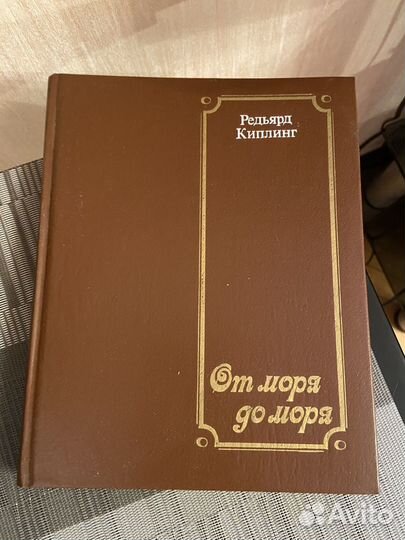 Редьярд
Киплинг
От моря
до моря
Avito